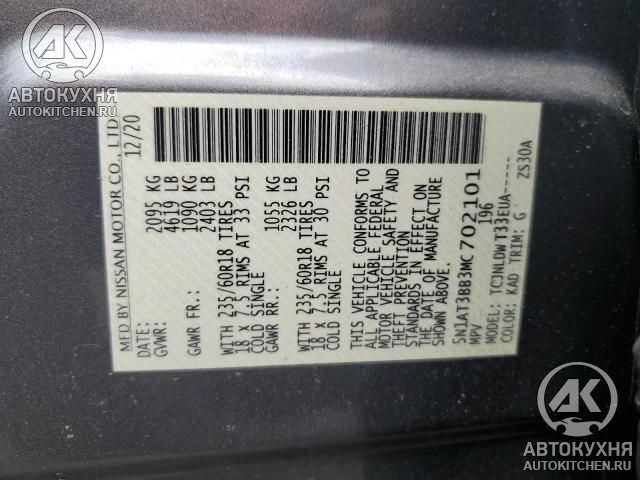 АВТОКУХНЯ
AUTOKITCHEN.RU
MFD BY NISSAN MOTOR CO., LTD
DATE: 12/20
GVWR: 2095 KG
4619 LB
GAWR FR.: 1090 KG
2403 LB
WITH 235/60R18 TIRES
18 x 7.5 RIMS AT 33 PSI
COLD SINGLE
GAWR RR.: 1055 KG
2326 LB
WITH 235/60R18 TIRES
18 x 7.5 RIMS AT 30 PSI
COLD SINGLE
THIS VEHICLE CONFORMS TO
ALL APPLICABLE FEDERAL
MOTOR VEHICLE SAFETY AND
THEFT PREVENTION
STANDARDS IN EFFECT ON
THE DATE OF MANUFACTURE
SHOWN ABOVE.
5N1AT3BB3MC702101
MPV 196
MODEL: TCJNLDW T33EUA-----
COLOR: KAD TRIM: G ZS30A
АВТОКУХНЯ
AUTOKITCHEN.RU